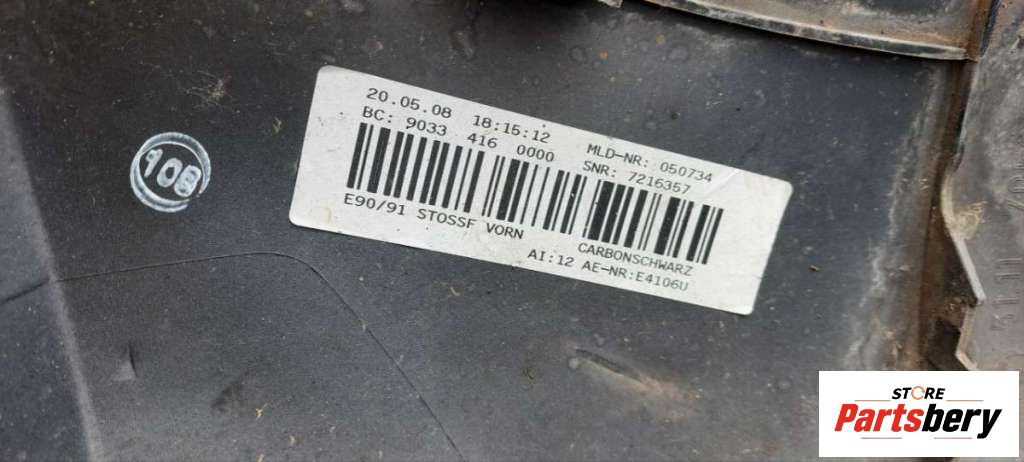 20.05.08 18:15:12 MLD-NR: 050734
BC: 9033 416 0000 SNR: 7216357
E90/91 STOSSF VORN CARBONSCHWARZ
AI:12 AE-NR:E4106U
108
STORE
Partsbery